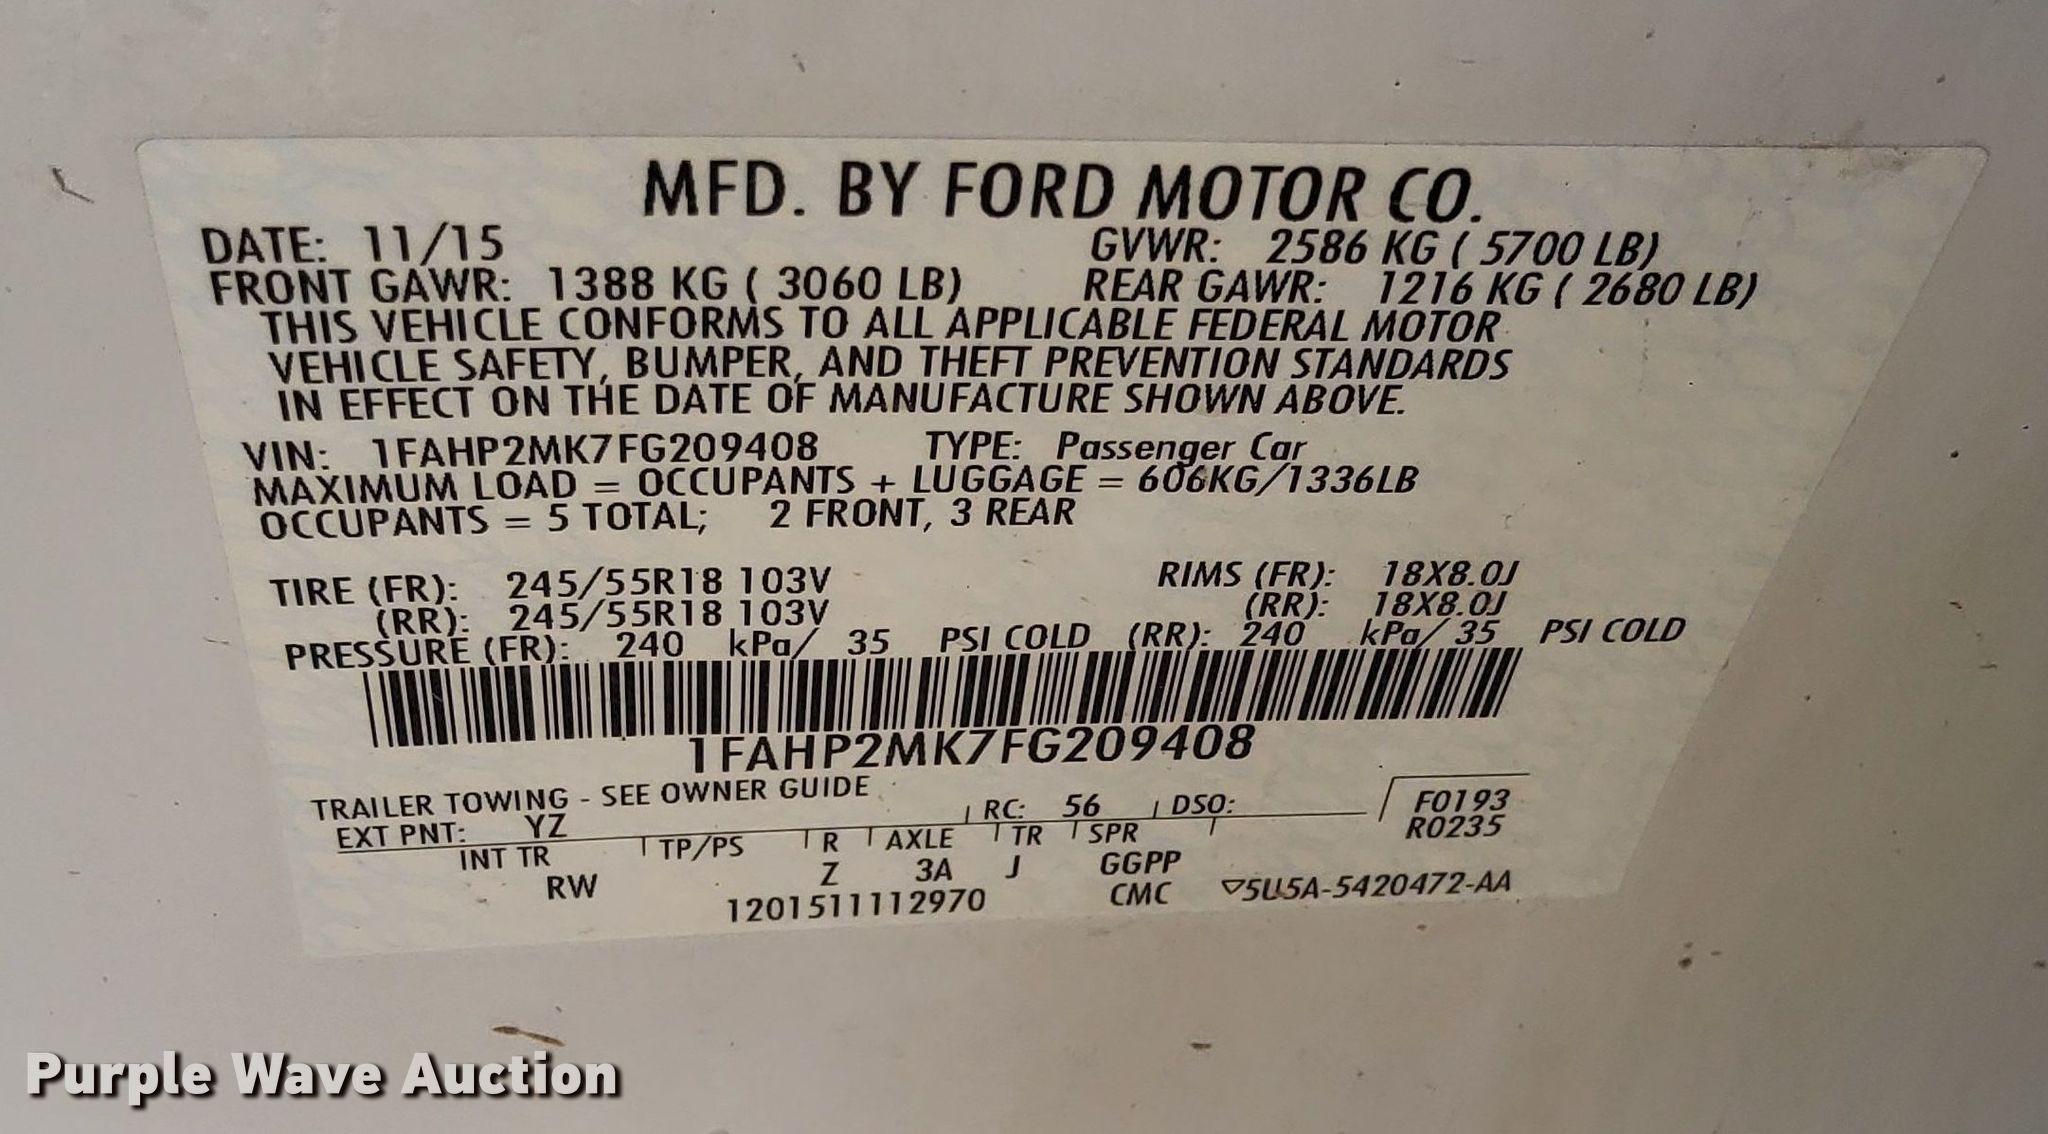 MFD. BY FORD MOTOR CO.
DATE: 11/15 GVWR: 2586 KG ( 5700 LB)
FRONT GAWR: 1388 KG ( 3060 LB) REAR GAWR: 1216 KG ( 2680 LB)
THIS VEHICLE CONFORMS TO ALL APPLICABLE FEDERAL MOTOR
VEHICLE SAFETY, BUMPER, AND THEFT PREVENTION STANDARDS
IN EFFECT ON THE DATE OF MANUFACTURE SHOWN ABOVE.
VIN: 1FAHP2MK7FG209408 TYPE: Passenger Car
MAXIMUM LOAD = OCCUPANTS + LUGGAGE = 606KG/1336LB
OCCUPANTS = 5 TOTAL; 2 FRONT, 3 REAR
TIRE (FR): 245/55R18 103V RIMS (FR): 18X8.0J
(RR): 245/55R18 103V (RR): 18X8.0J
PRESSURE (FR): 240 kPa/ 35 PSI COLD (RR): 240 kPa/ 35 PSI COLD
1FAHP2MK7FG209408
TRAILER TOWING - SEE OWNER GUIDE
EXT PNT: YZ RC: 56 DSO: F0193
R0235
INT TR TP/PS R AXLE TR SPR
RW Z 3A J GGPP
1201511112970 CMC ▽5U5A-5420472-AA
Purple Wave Auction